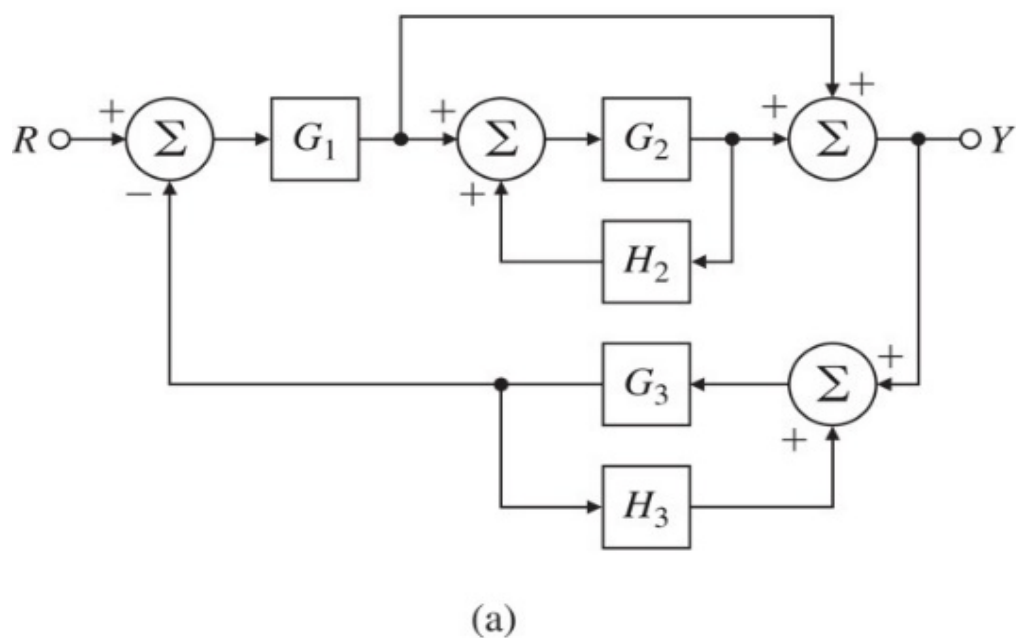 + +
+ + +
R Σ G₁ Σ G₂ Σ Y
− +
H₂
+
G₃ Σ
+
H₃
(a)